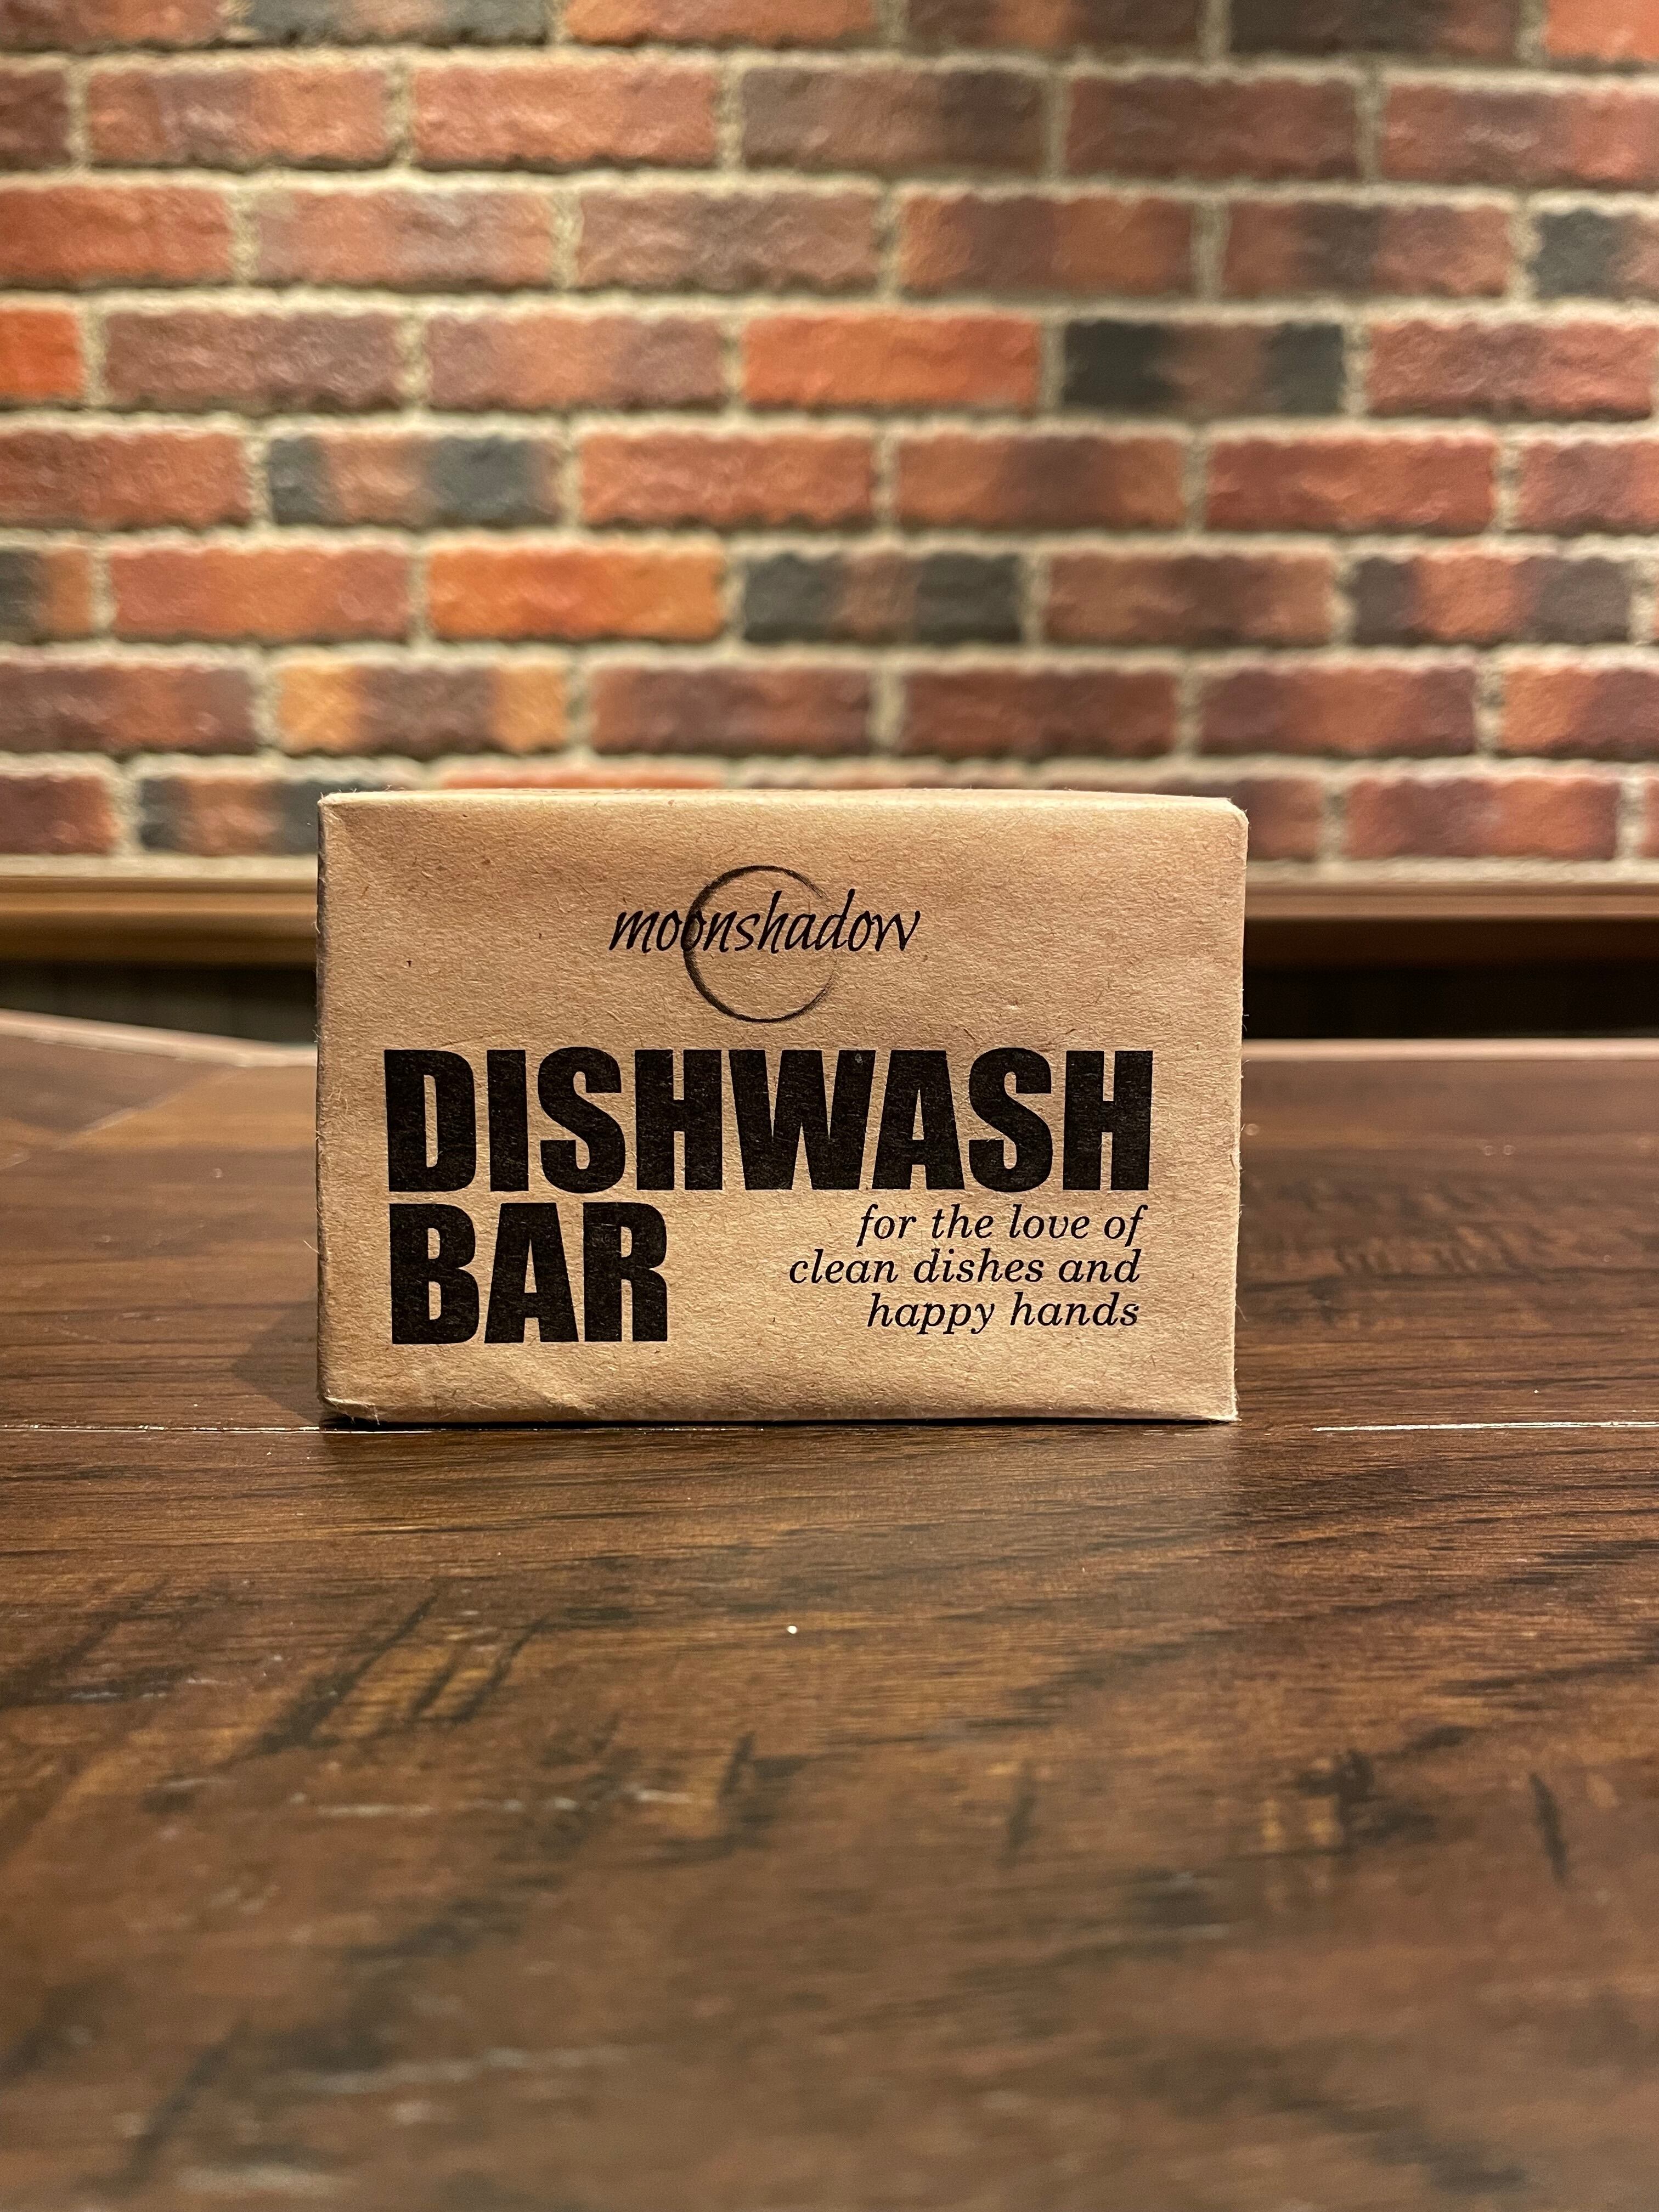 moonshadow
DISHWASH
BAR
for the love of
clean dishes and
happy hands